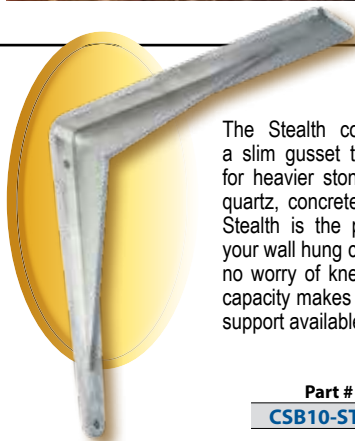 The Stealth co
a slim gusset t
for heavier ston
quartz, concrete
Stealth is the p
your wall hung c
no worry of kne
capacity makes
support available
Part #
CSB10-ST